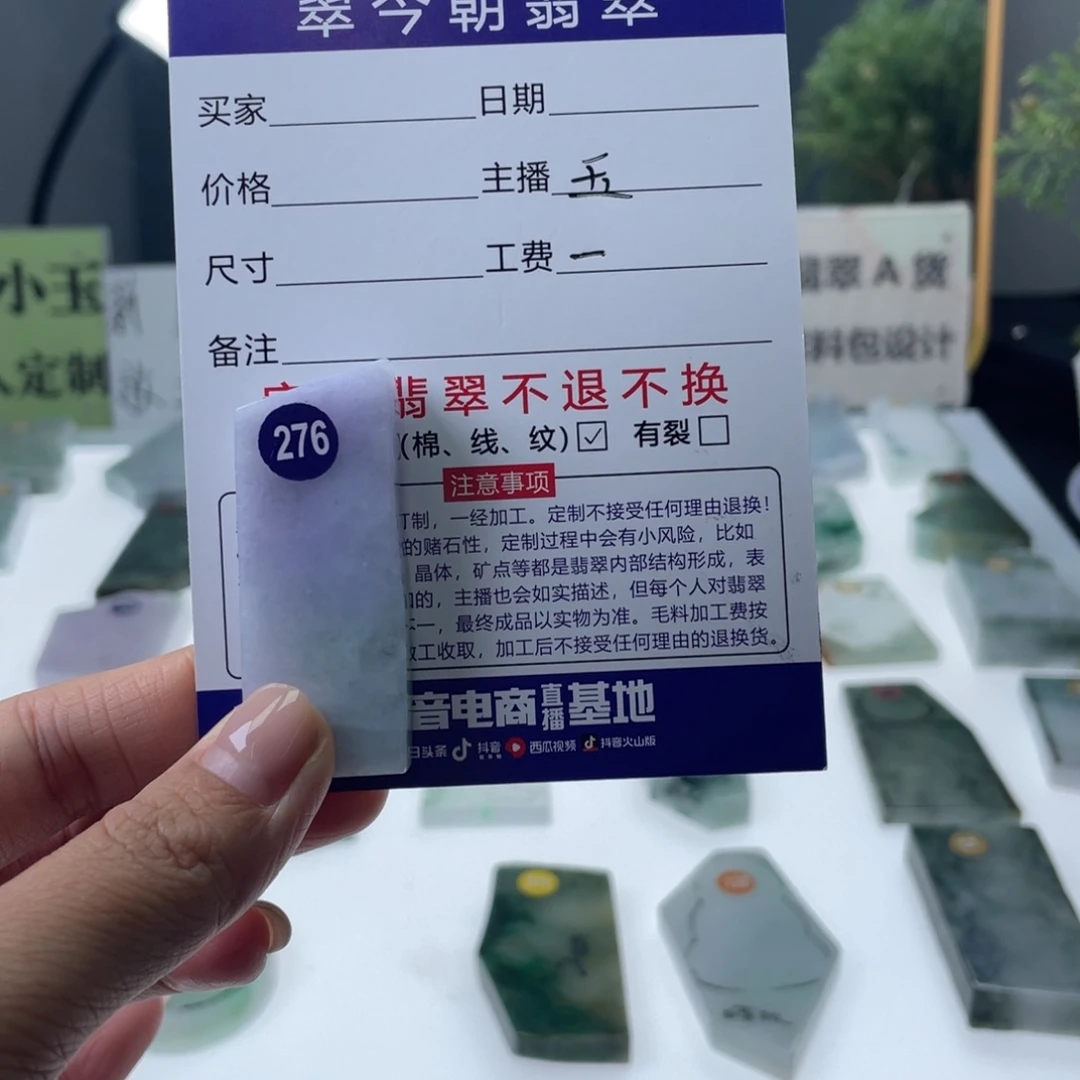 翠今朝翡翠
买家 日期
价格 主播
尺寸 工费 一
备注
翡翠不退不换
(棉、线、纹)☑ 有裂□
276
注意事项
订制，一经加工。定制不接受任何理由退换！
的赌石性，定制过程中会有小风险，比如
晶体，矿点等都是翡翠内部结构形成，表
的，主播也会如实描述，但每个人对翡翠
一，最终成品以实物为准。毛料加工费按
工收取，加工后不接受任何理由的退换货。
音电商直播基地
头条 抖音 西瓜视频 抖音火山版
小玉
定制
翠 A 货
料包设计